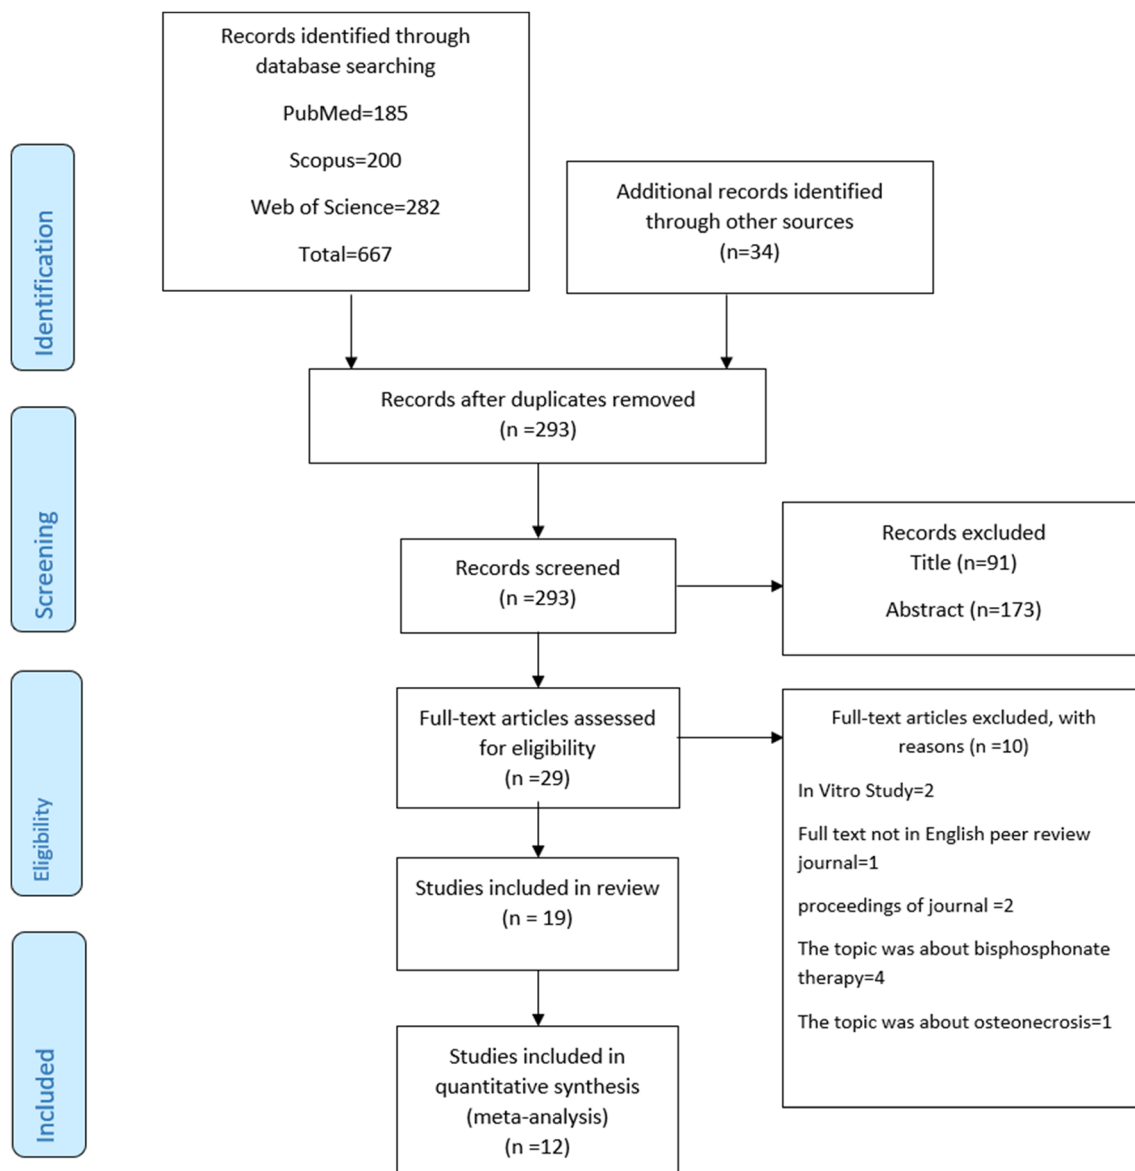 Records identified through
database searching
PubMed=185
Scopus=200
Web of Science=282
Total=667
Additional records identified
through other sources
(n=34)
Identification
Records after duplicates removed
(n =293)
Screening
Records screened
(n =293)
Records excluded
Title (n=91)
Abstract (n=173)
Eligibility
Full-text articles assessed
for eligibility
(n =29)
Full-text articles excluded, with
reasons (n =10)
In Vitro Study=2
Full text not in English peer review
journal=1
proceedings of journal =2
The topic was about bisphosphonate
therapy=4
The topic was about osteonecrosis=1
Studies included in review
(n = 19)
Included
Studies included in
quantitative synthesis
(meta-analysis)
(n =12)